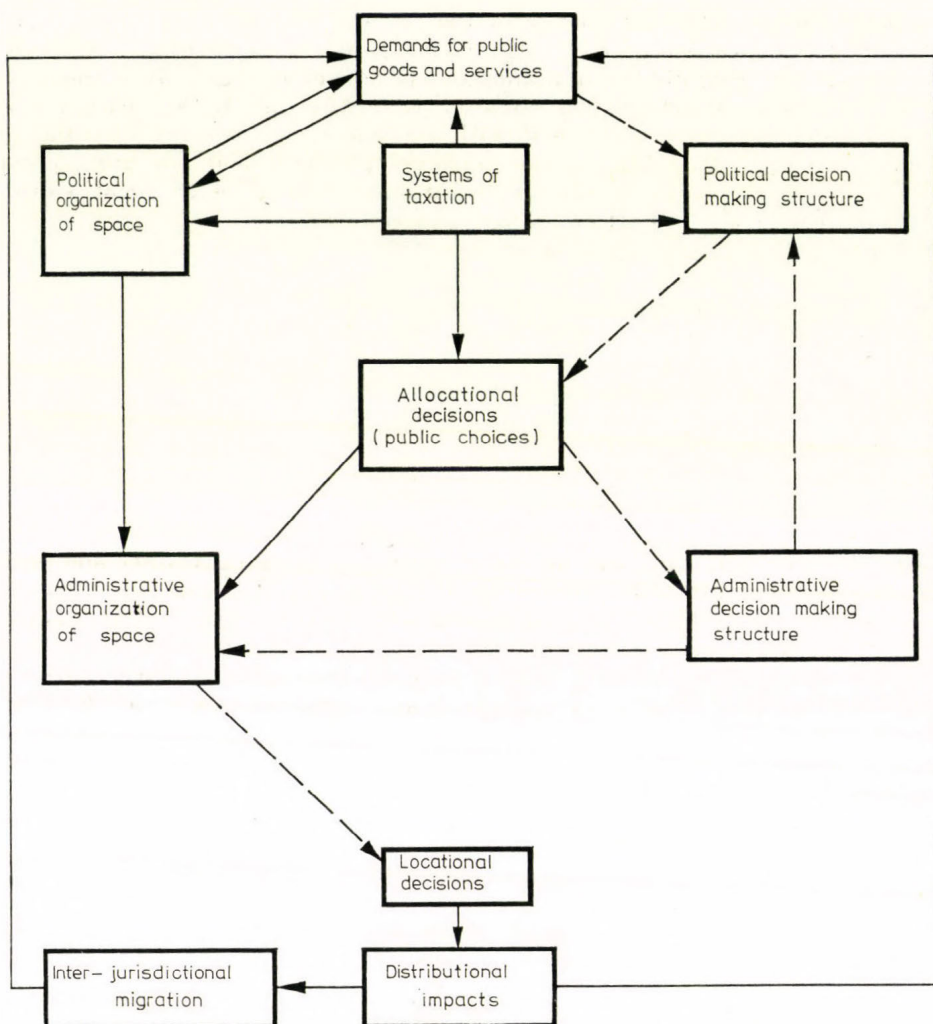 Demands for public
goods and services
Political
organization
of space
Systems of
taxation
Political decision
making structure
Allocational
decisions
(public choices)
Administrative
organization
of space
Administrative
decision making
structure
Locational
decisions
Inter-jurisdictional
migration
Distributional
impacts